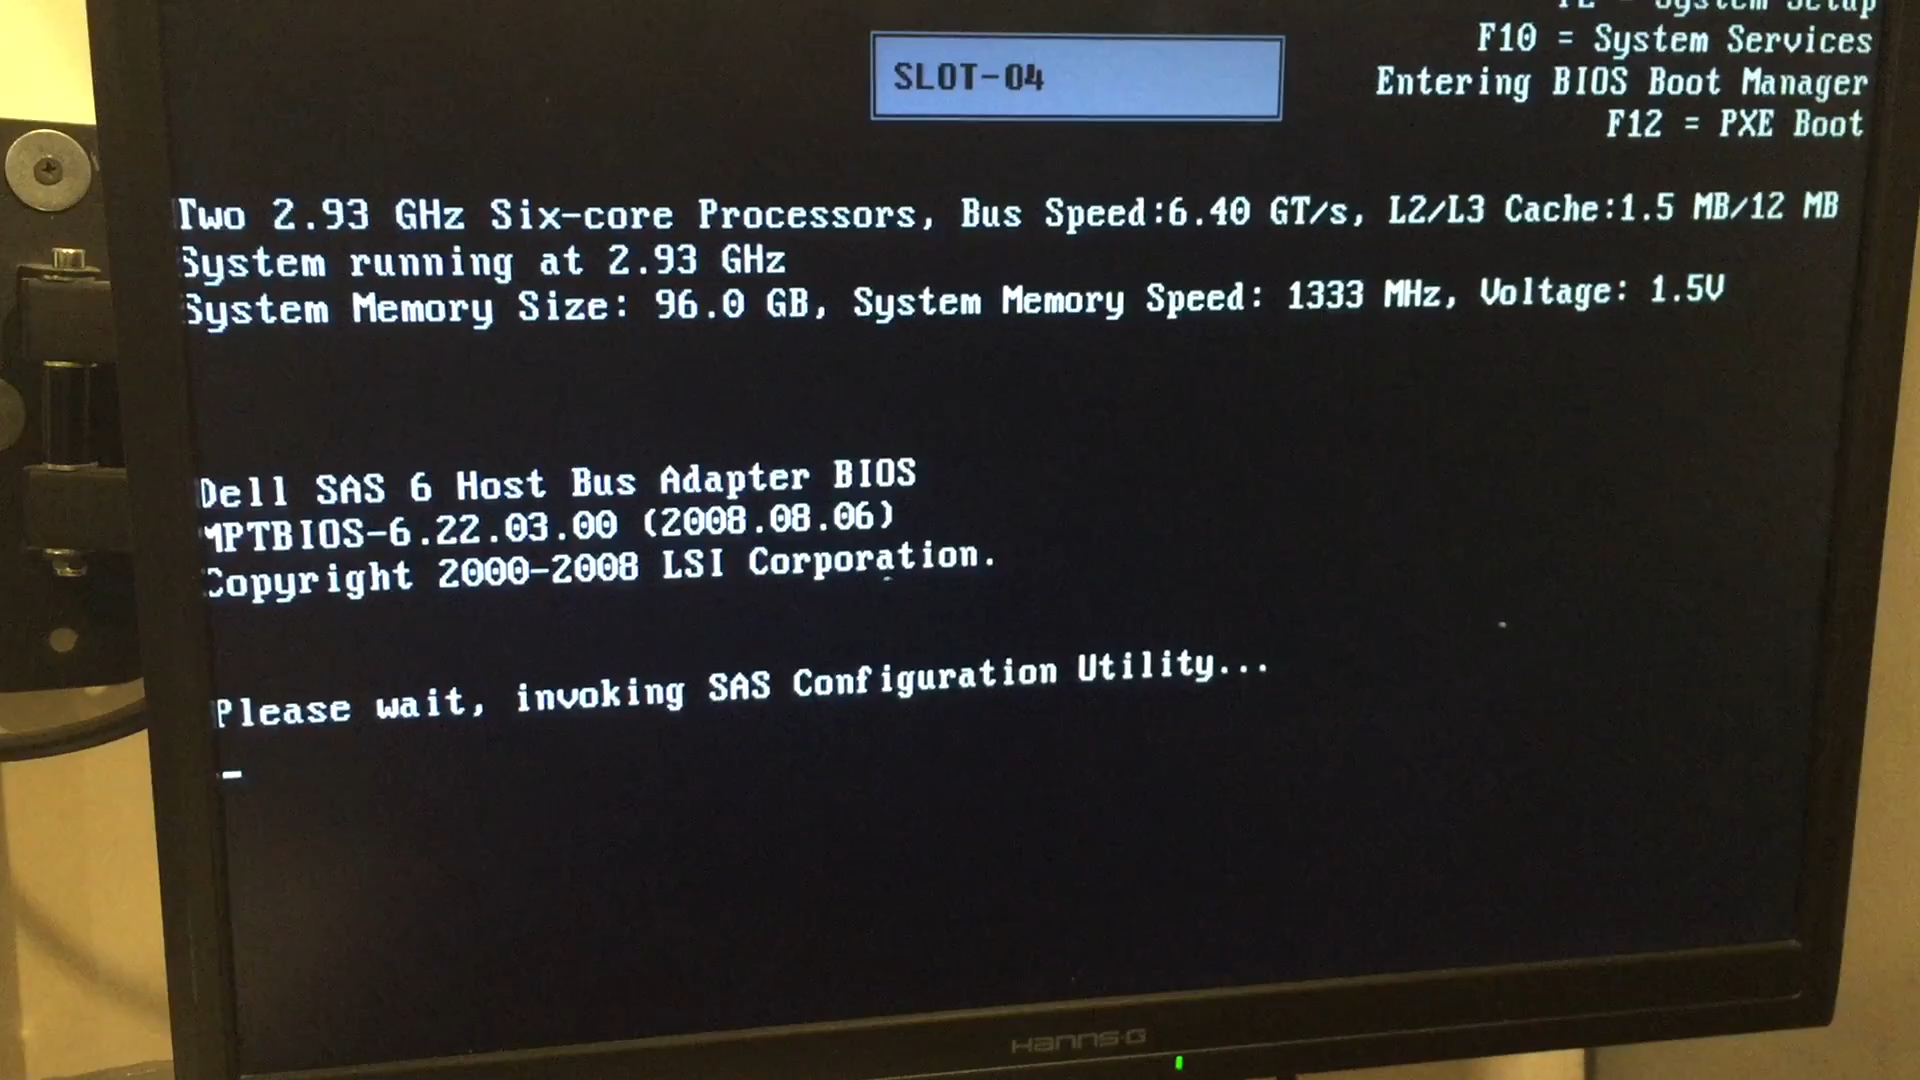 F2 = System Setup
F10 = System Services
SLOT-04
Entering BIOS Boot Manager
F12 = PXE Boot
Two 2.93 GHz Six-core Processors, Bus Speed:6.40 GT/s, L2/L3 Cache:1.5 MB/12 MB
System running at 2.93 GHz
System Memory Size: 96.0 GB, System Memory Speed: 1333 MHz, Voltage: 1.5V
Dell SAS 6 Host Bus Adapter BIOS
MPTBIOS-6.22.03.00 (2008.08.06)
Copyright 2000-2008 LSI Corporation.
Please wait, invoking SAS Configuration Utility...
Hanns·G